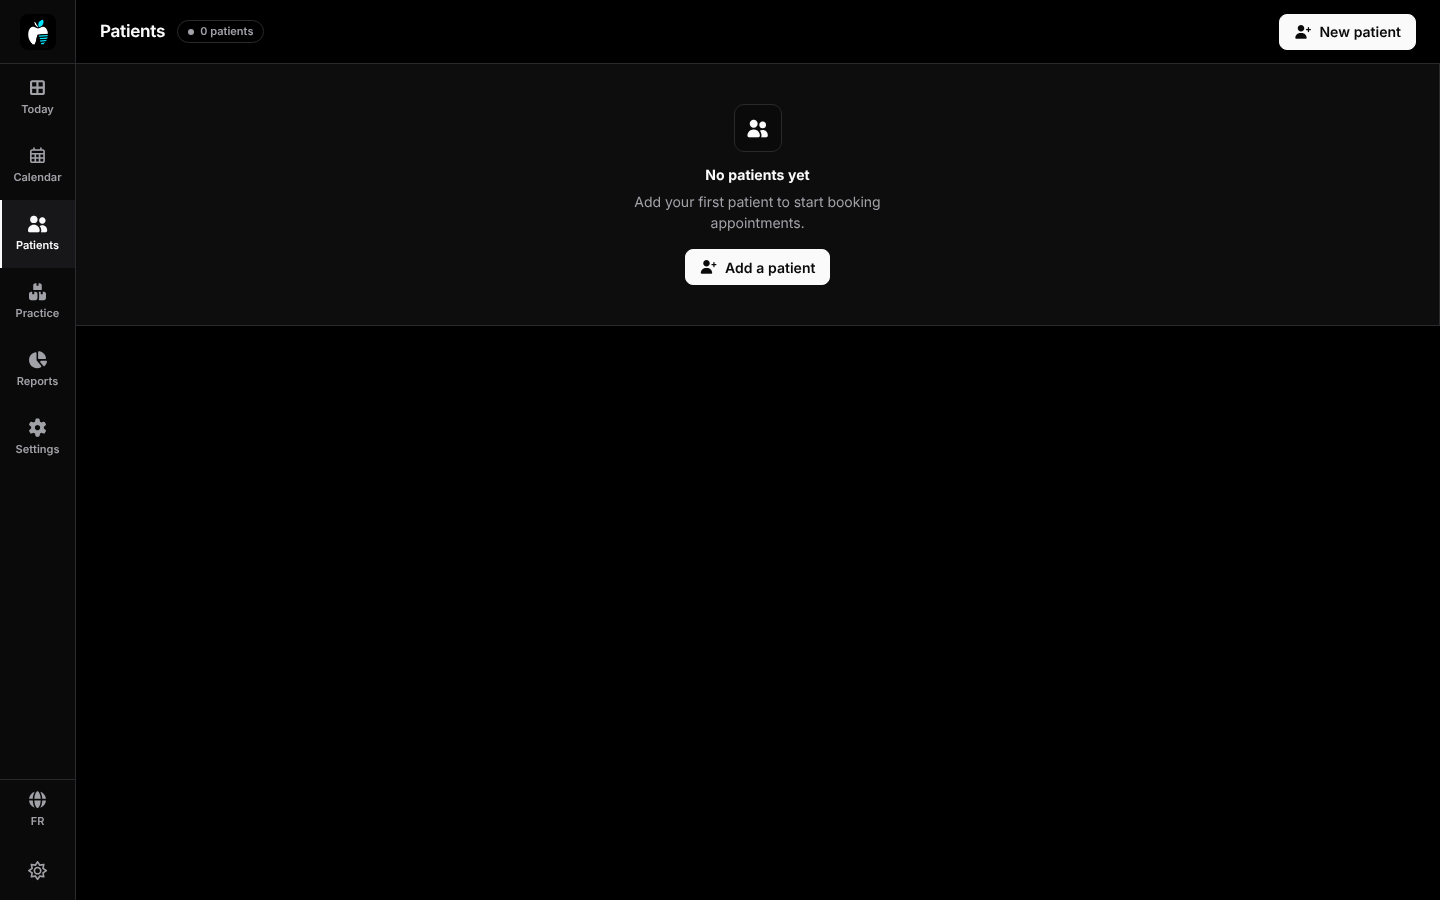 Patients
0 patients
New patient
Today
Calendar
Patients
Practice
Reports
Settings
No patients yet
Add your first patient to start booking
appointments.
Add a patient
FR